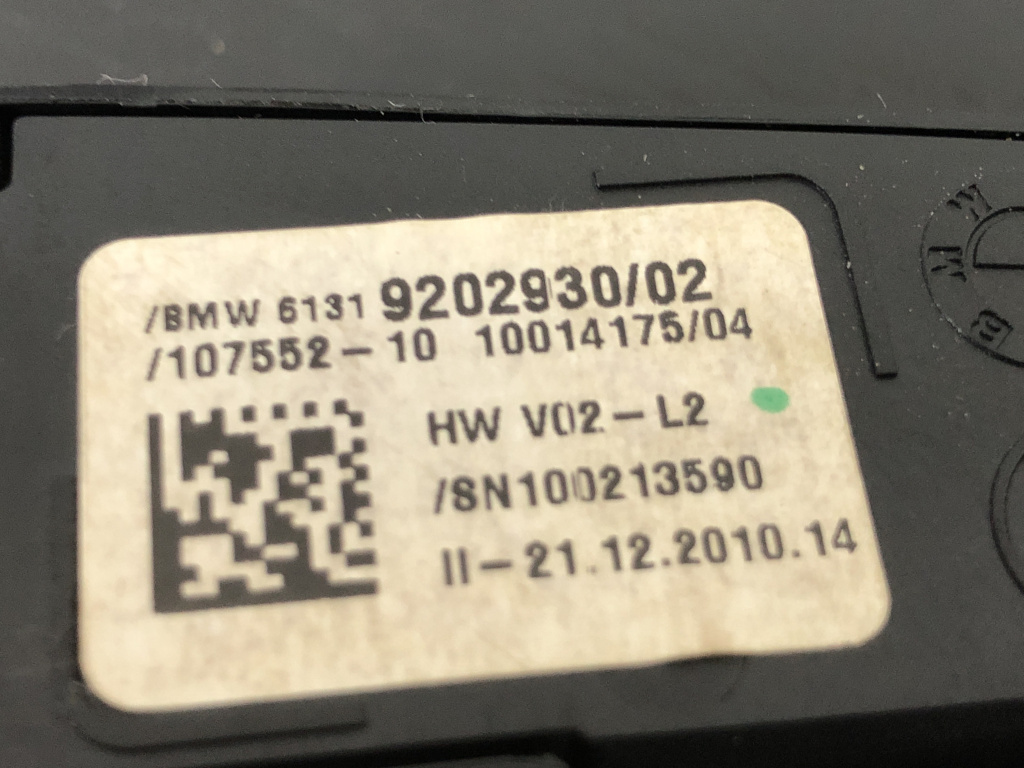 /BMW 6131 9202930/02
/107552-10 10014175/04
HW V02-L2
/SN100213590
II-21.12.2010.14